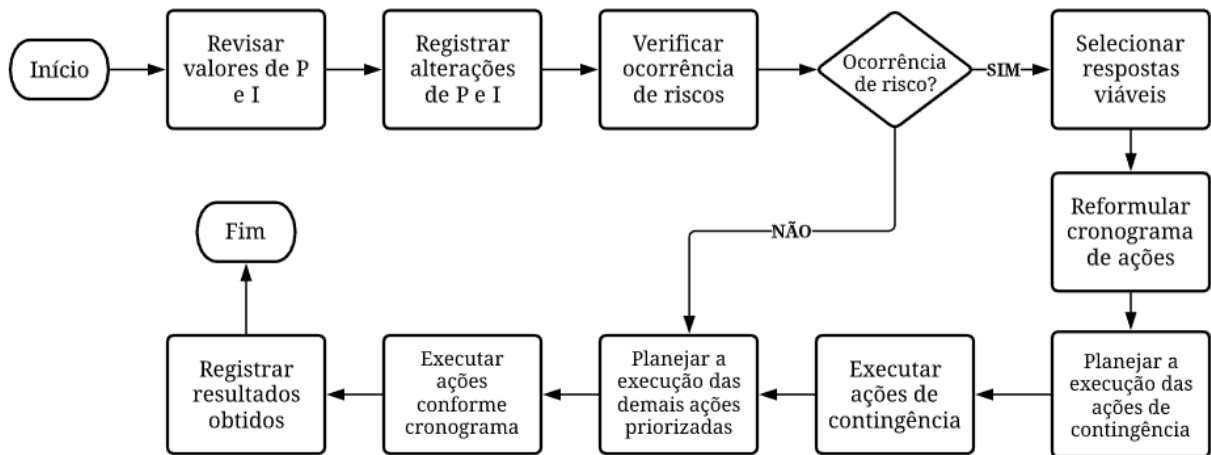 Início
Revisar
valores de P
e I
Registrar
alterações
de P e I
Verificar
ocorrência
de riscos
Ocorrência
de risco?
SIM
Selecionar
respostas
viáveis
Reformular
cronograma
de ações
NÃO
Fim
Planejar a
execução das
ações de
contingência
Executar
ações de
contingência
Planejar a
execução das
demais ações
priorizadas
Executar
ações
conforme
cronograma
Registrar
resultados
obtidos